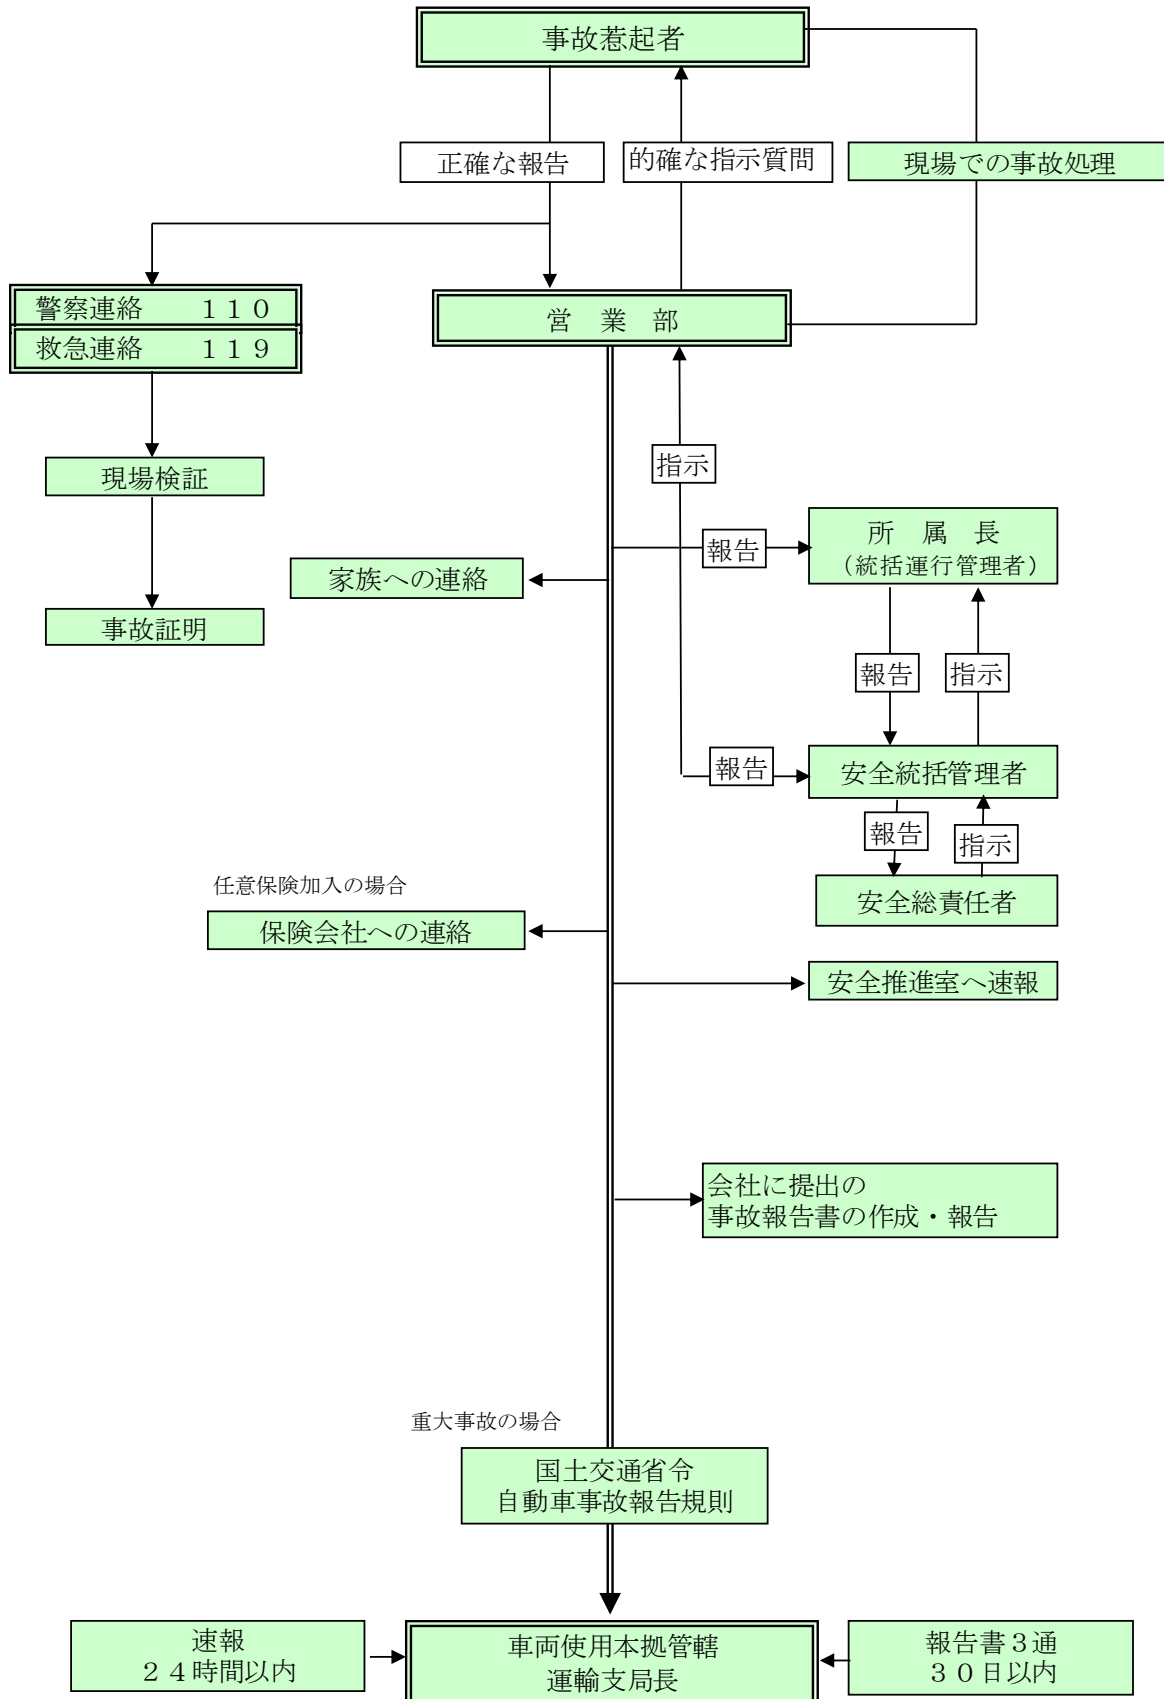 事故惹起者
正確な報告
的確な指示質問
現場での事故処理
警察連絡　　１１０
救急連絡　　１１９
営　業　部
現場検証
指示
報告
所　属　長
（統括運行管理者）
家族への連絡
事故証明
報告
指示
報告
安全統括管理者
報告
指示
任意保険加入の場合
安全総責任者
保険会社への連絡
安全推進室へ速報
会社に提出の
事故報告書の作成・報告
重大事故の場合
国土交通省令
自動車事故報告規則
速報
２４時間以内
車両使用本拠管轄
運輸支局長
報告書３通
３０日以内